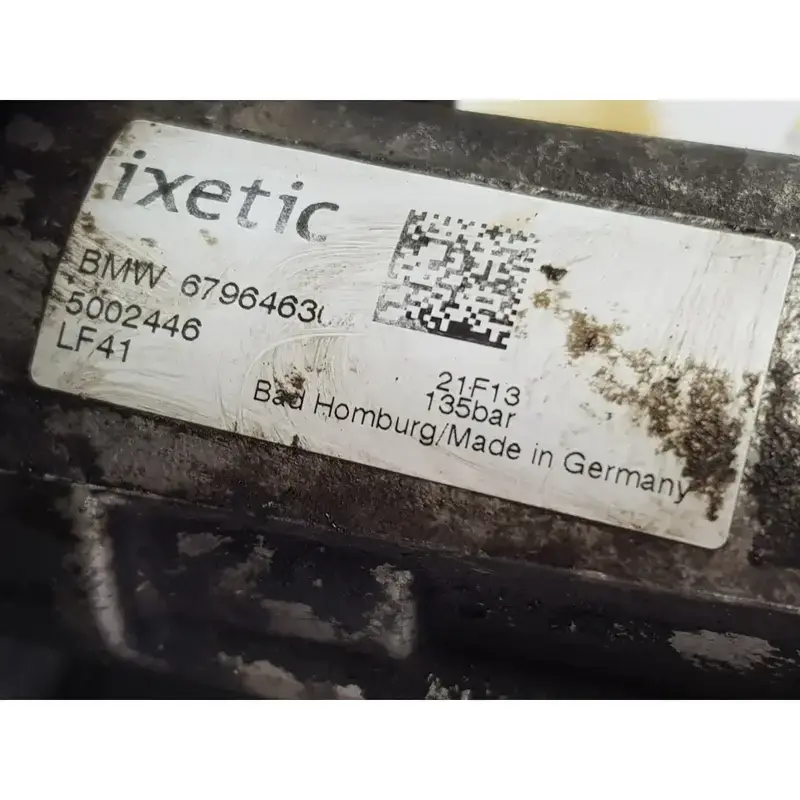 ixetic
BMW 6796463
5002446
LF41
21F13
135bar
Bad Homburg/Made in Germany